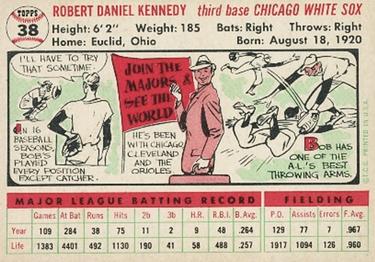 TOPPS
38
ROBERT DANIEL KENNEDY third base CHICAGO WHITE SOX
Height: 6'2" Weight: 185 Bats: Right Throws: Right
Home: Euclid, Ohio Born: August 18, 1920
I'LL HAVE TO TRY
THAT SOMETIME.
IN 16
BASEBALL
SEASONS,
BOB'S
PLAYED
EVERY POSITION
EXCEPT CATCHER.
JOIN THE
MAJORS &
SEE THE
WORLD
HE'S BEEN
WITH CHICAGO
CLEVELAND
AND THE
ORIOLES.
BOB HAS
ONE OF THE
A.L.'S BEST
THROWING ARMS.
©T.C.G. PRINTED IN U.S.A.
MAJOR LEAGUE BATTING RECORD FIELDING
Games At Bat Runs Hits 2B 3B H.R. R.B.I. B.Avg. P.O. Assists Errors F.Avg.
YEAR 109 284 38 75 11 2 9 48 .264 129 77 7 .967
LIFE 1383 4401 492 1120 190 41 58 488 .257 1917 1094 126 .960